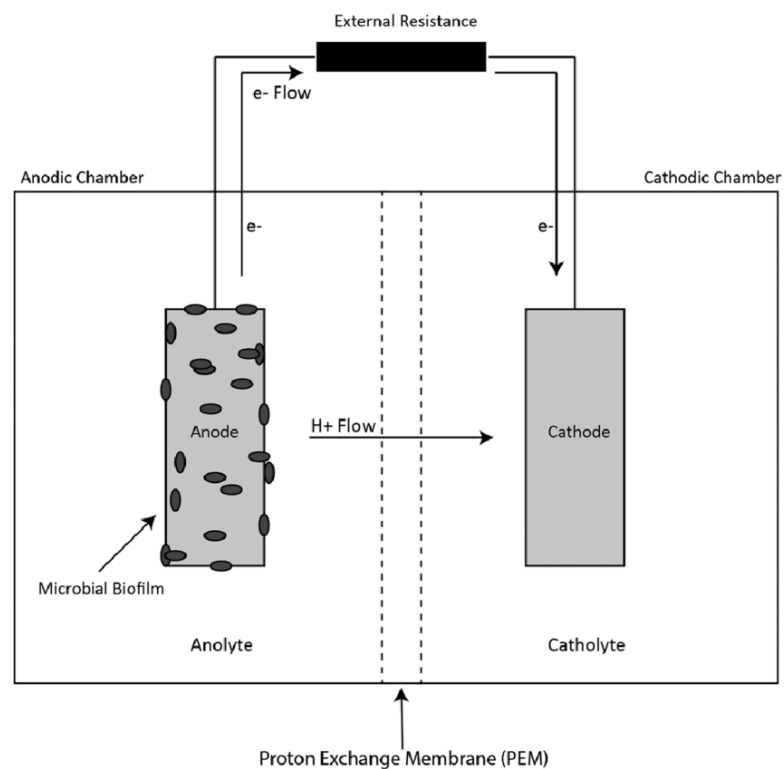 External Resistance
e- Flow
Anodic Chamber
Cathodic Chamber
e-
e-
H+ Flow
Anode
Cathode
Microbial Biofilm
Anolyte
Catholyte
Proton Exchange Membrane (PEM)